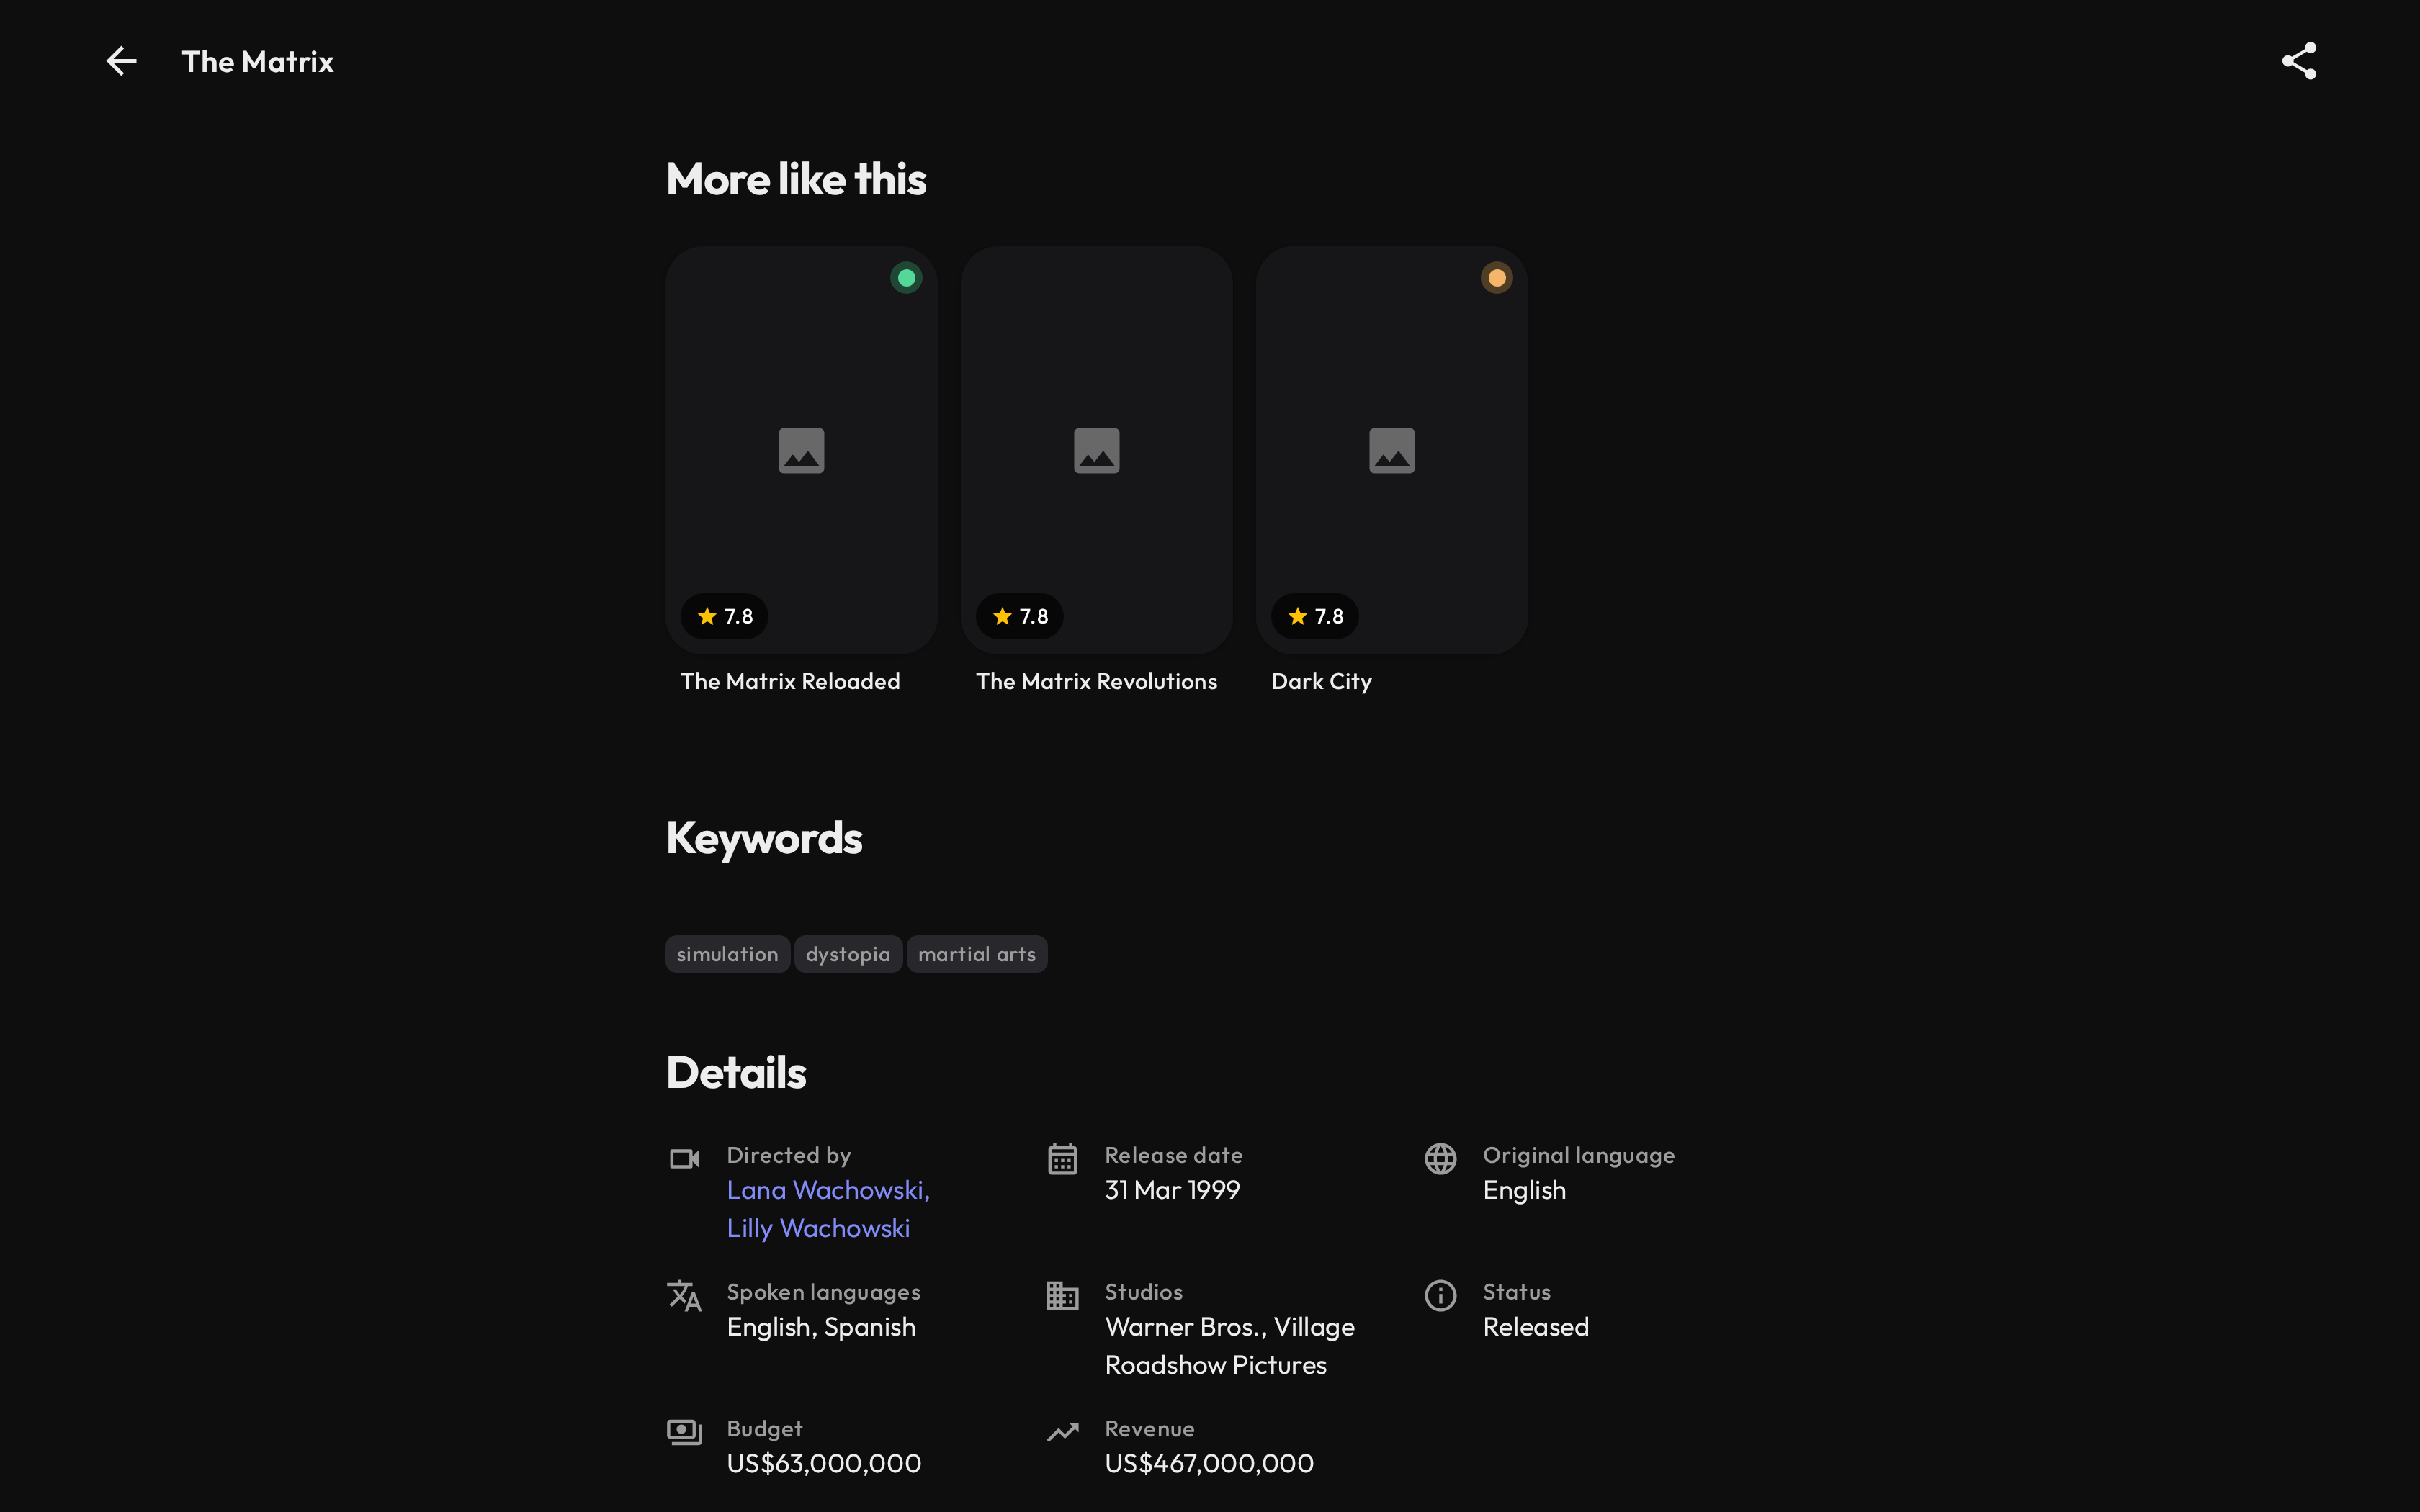 The Matrix
More like this
7.8
7.8
7.8
The Matrix Reloaded
The Matrix Revolutions
Dark City
Keywords
simulation
dystopia
martial arts
Details
Directed by
Lana Wachowski,
Lilly Wachowski
Release date
31 Mar 1999
Original language
English
Spoken languages
English, Spanish
Studios
Warner Bros., Village
Roadshow Pictures
Status
Released
Budget
US$63,000,000
Revenue
US$467,000,000